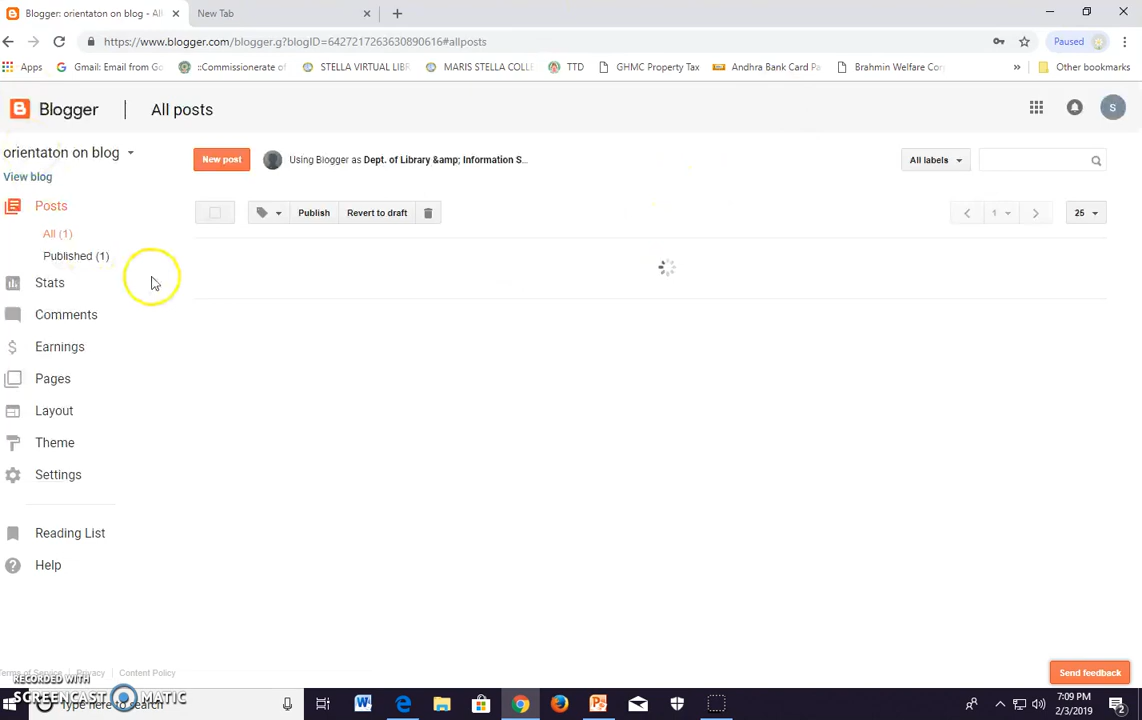 Blogger: orientaton on blog - All
New Tab
https://www.blogger.com/blogger.g?blogID=6427217263630890616#allposts
Paused
Apps
Gmail: Email from Go
::Commissionerate of
STELLA VIRTUAL LIBR
MARIS STELLA COLLE
TTD
GHMC Property Tax
Andhra Bank Card Pa
Brahmin Welfare Cor
»
Other bookmarks
Blogger
All posts
S
orientaton on blog
View blog
New post
Using Blogger as Dept. of Library &amp; Information S...
All labels
Posts
All (1)
Published (1)
Publish
Revert to draft
1
25
Stats
Comments
Earnings
Pages
Layout
Theme
Settings
Reading List
Help
Terms of Service
Privacy
Content Policy
Send feedback
RECORDED WITH
SCREENCAST MATIC
Type here to search
7:09 PM
2/3/2019
2